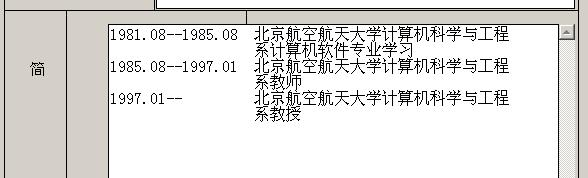 简
1981.08--1985.08 北京航空航天大学计算机科学与工程
系计算机软件专业学习
1985.08--1997.01 北京航空航天大学计算机科学与工程
系教师
1997.01-- 北京航空航天大学计算机科学与工程
系教授